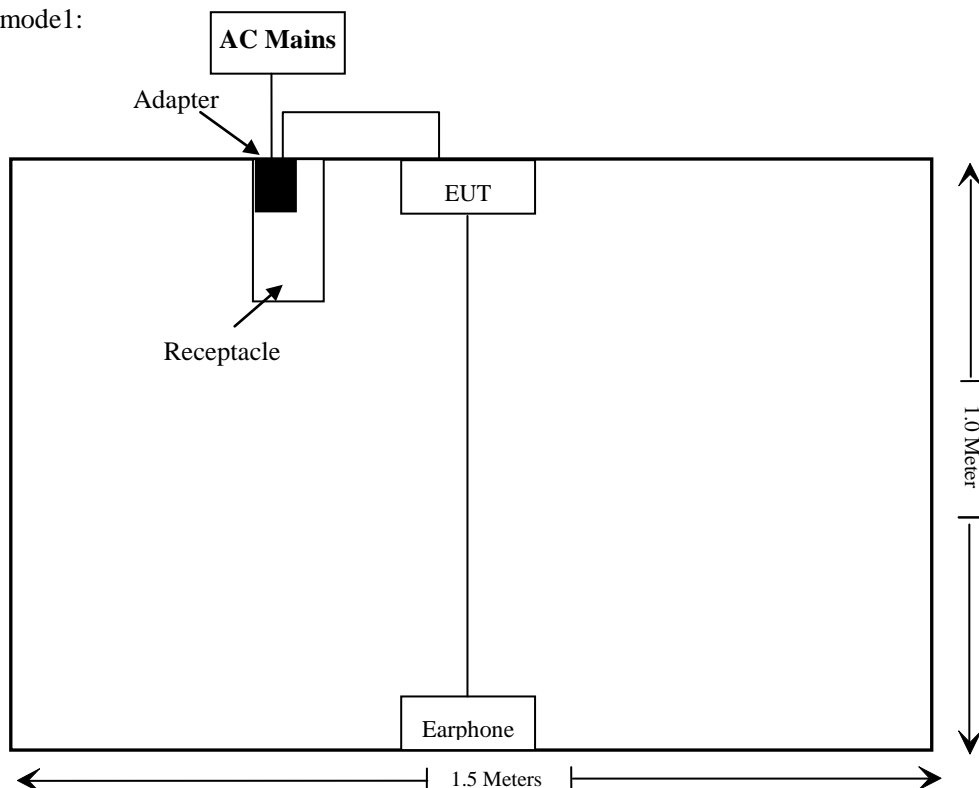 mode1:
AC Mains
Adapter
EUT
Receptacle
1.0 Meter
Earphone
1.5 Meters